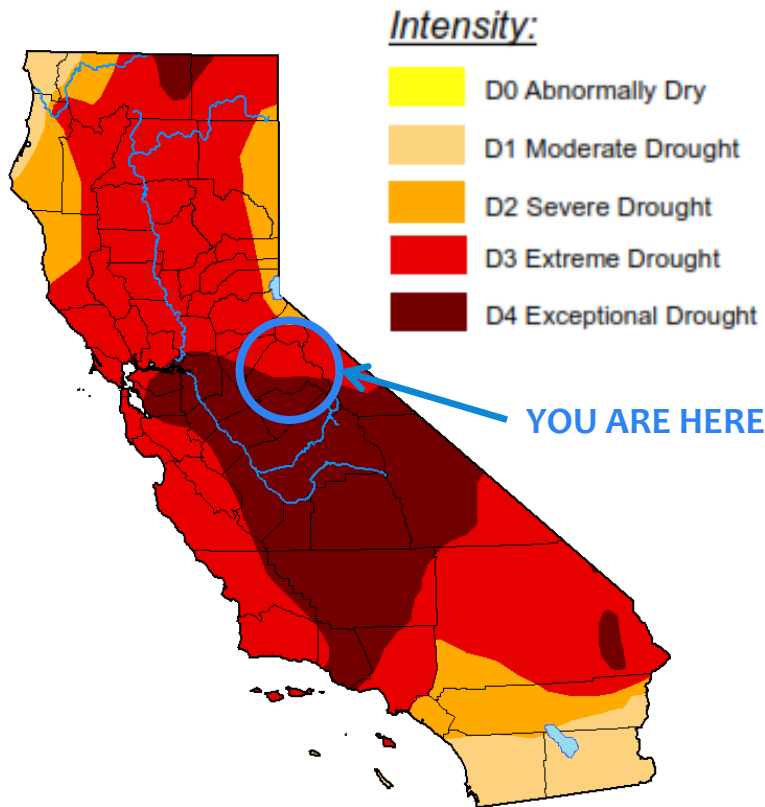 Intensity:
D0 Abnormally Dry
D1 Moderate Drought
D2 Severe Drought
D3 Extreme Drought
D4 Exceptional Drought
YOU ARE HERE